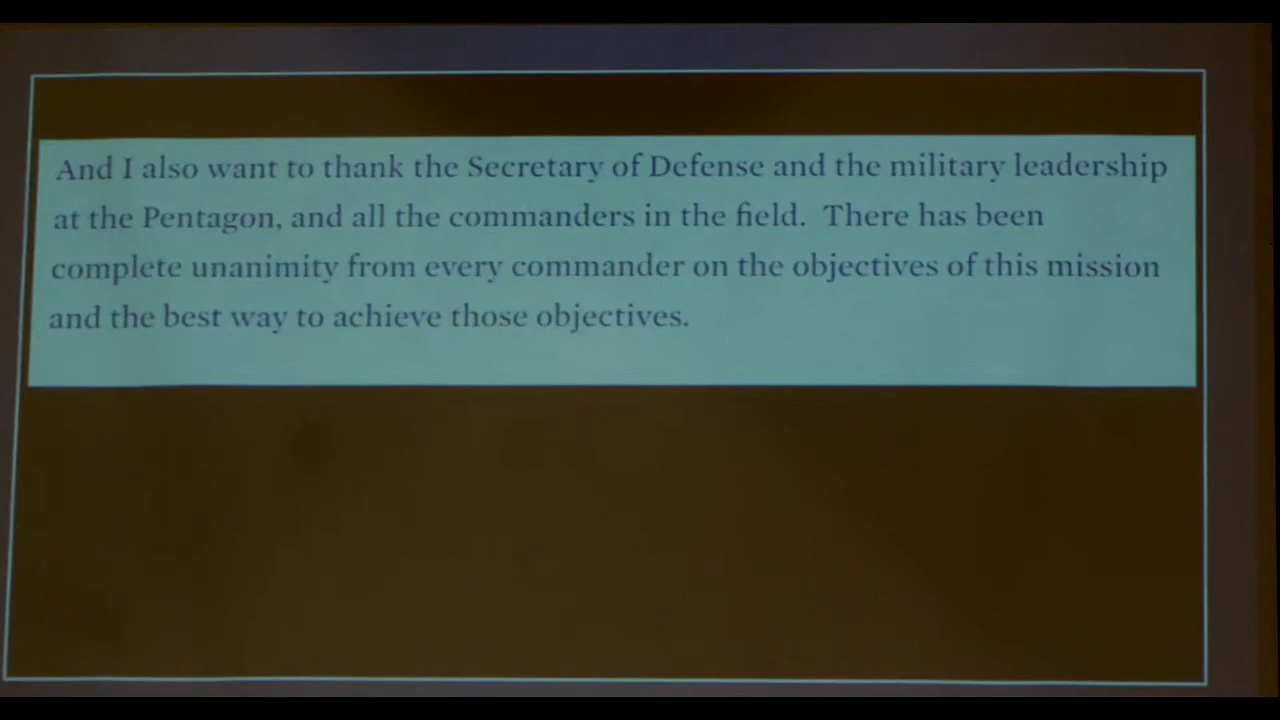 And I also want to thank the Secretary of Defense and the military leadership
at the Pentagon, and all the commanders in the field.  There has been
complete unanimity from every commander on the objectives of this mission
and the best way to achieve those objectives.